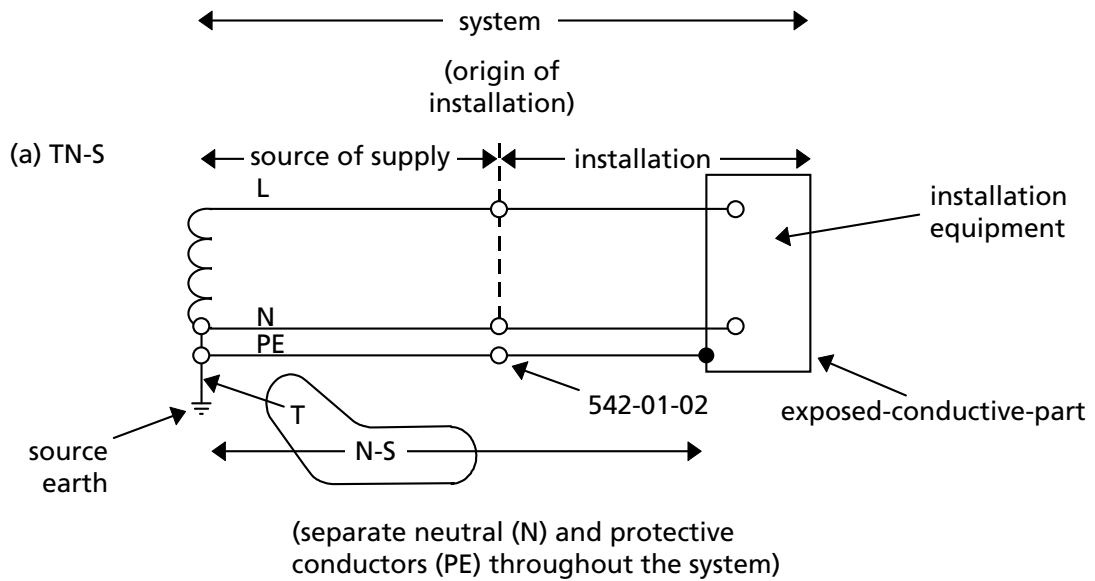 system
(origin of
installation)
(a) TN-S
source of supply
installation
L
installation
equipment
N
PE
542-01-02
exposed-conductive-part
T
source
earth
N-S
(separate neutral (N) and protective
conductors (PE) throughout the system)